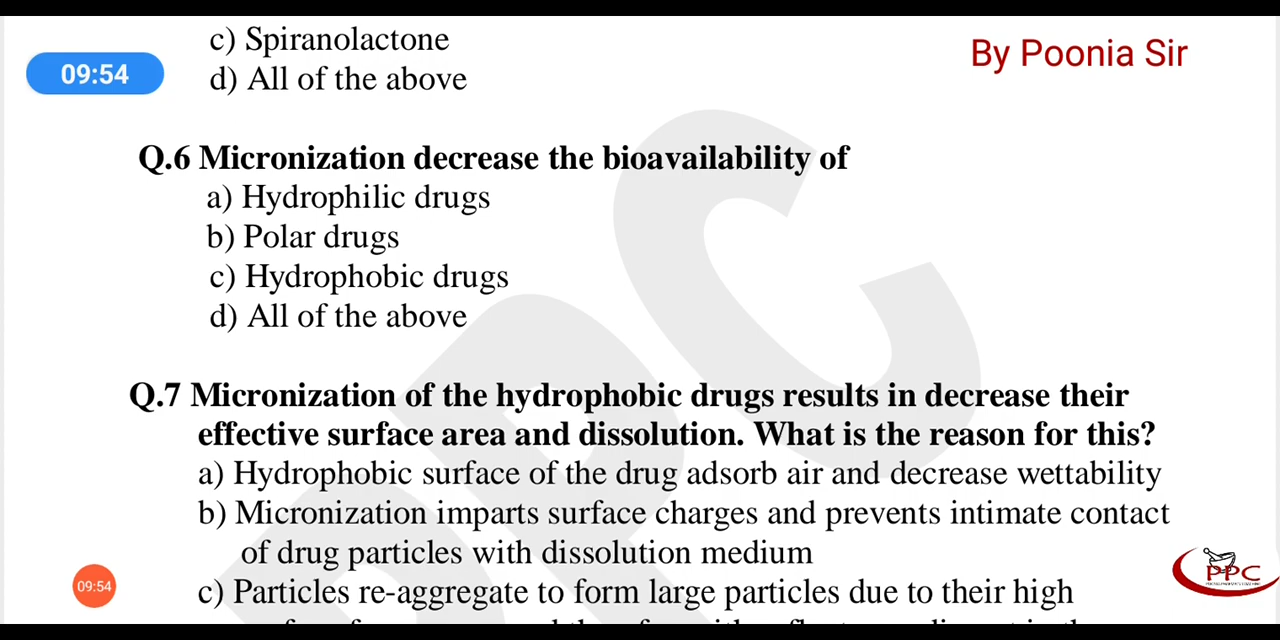 c) Spiranolactone
By Poonia Sir
09:54
d) All of the above
Q.6 Micronization decrease the bioavailability of
a) Hydrophilic drugs
b) Polar drugs
c) Hydrophobic drugs
d) All of the above
Q.7 Micronization of the hydrophobic drugs results in decrease their
effective surface area and dissolution. What is the reason for this?
a) Hydrophobic surface of the drug adsorb air and decrease wettability
b) Micronization imparts surface charges and prevents intimate contact
of drug particles with dissolution medium
09:54
c) Particles re-aggregate to form large particles due to their high
PPC
PPC